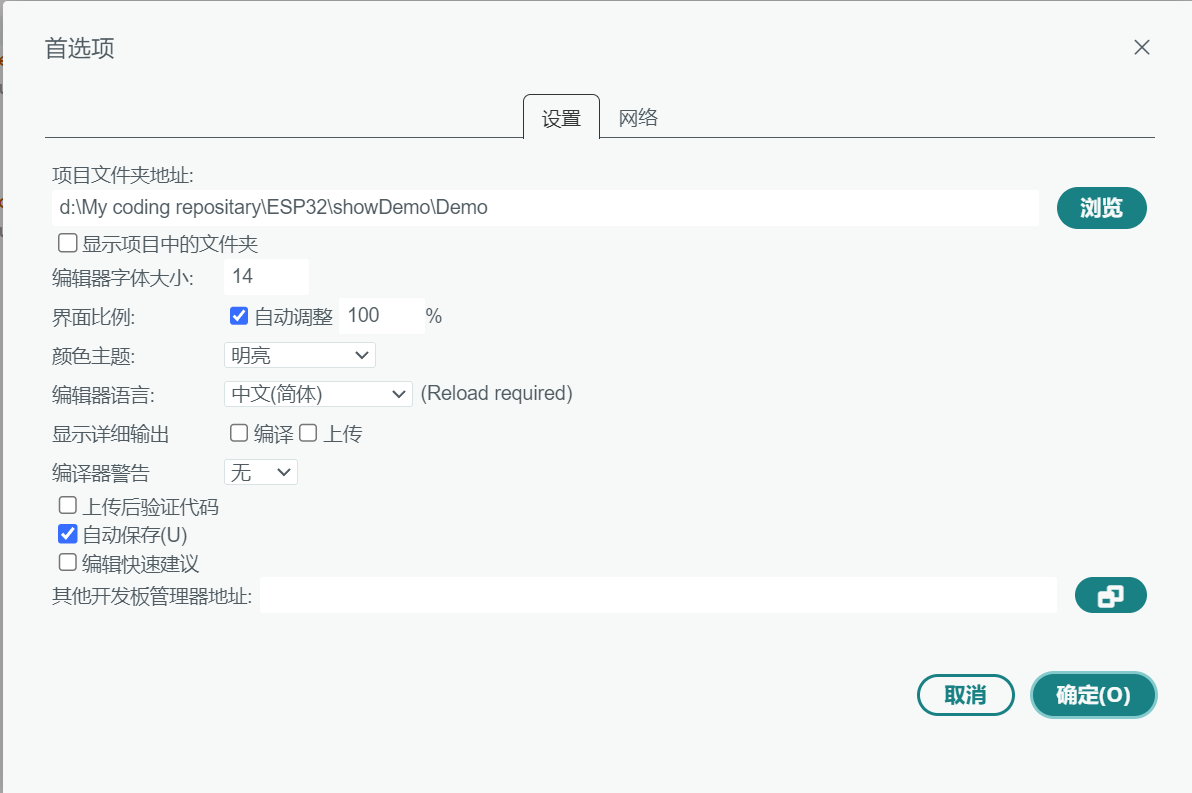 首选项
设置 网络
项目文件夹地址:
d:\My coding repositary\ESP32\showDemo\Demo 浏览
显示项目中的文件夹
编辑器字体大小: 14
界面比例: 自动调整 100 %
颜色主题: 明亮
编辑器语言: 中文(简体) (Reload required)
显示详细输出 编译 上传
编译器警告 无
上传后验证代码
自动保存(U)
编辑快速建议
其他开发板管理器地址:
取消 确定(O)